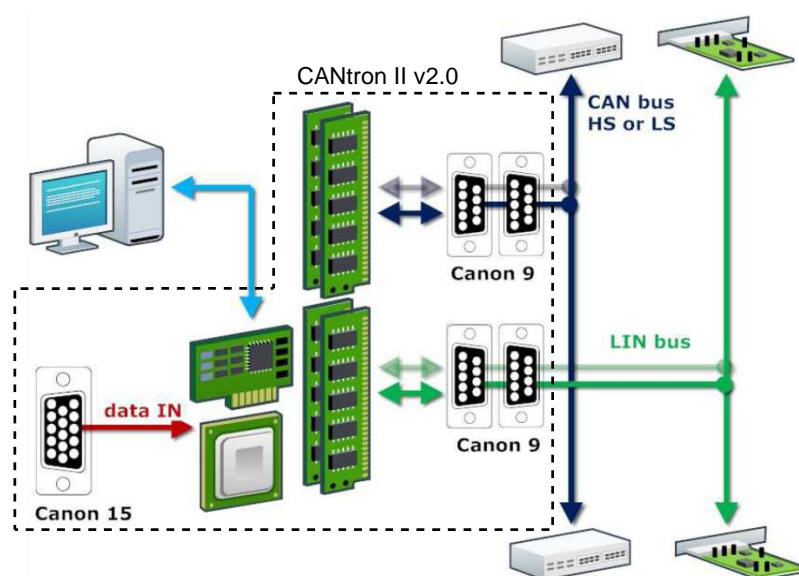 CANtron II v2.0
CAN bus
HS or LS
Canon 9
LIN bus
data IN
Canon 9
Canon 15